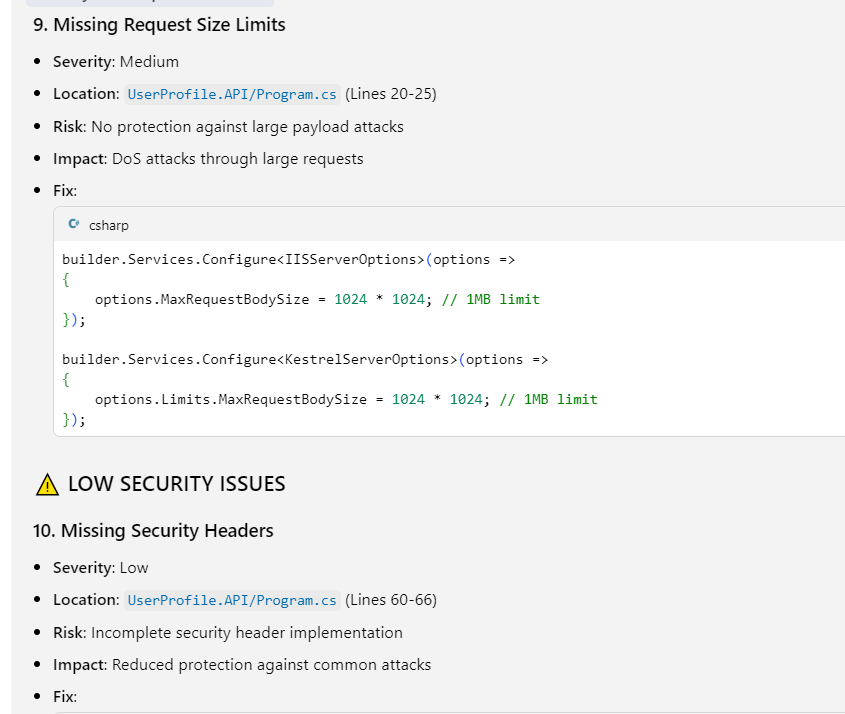 9. Missing Request Size Limits
• Severity: Medium
• Location: UserProfile.API/Program.cs (Lines 20-25)
• Risk: No protection against large payload attacks
• Impact: DoS attacks through large requests
• Fix:
csharp
builder.Services.Configure<IISServerOptions>(options =>
{
    options.MaxRequestBodySize = 1024 * 1024; // 1MB limit
});
builder.Services.Configure<KestrelServerOptions>(options =>
{
    options.Limits.MaxRequestBodySize = 1024 * 1024; // 1MB limit
});
⚠ LOW SECURITY ISSUES
10. Missing Security Headers
• Severity: Low
• Location: UserProfile.API/Program.cs (Lines 60-66)
• Risk: Incomplete security header implementation
• Impact: Reduced protection against common attacks
• Fix: